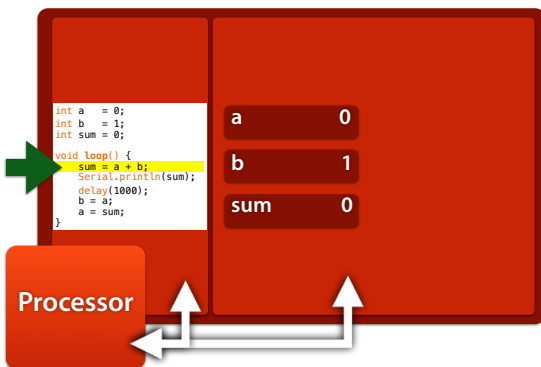 int a   = 0;
int b   = 1;
int sum = 0;
void loop() {
    sum = a + b;
    Serial.println(sum);
    delay(1000);
    b = a;
    a = sum;
}
a 0
b 1
sum 0
Processor